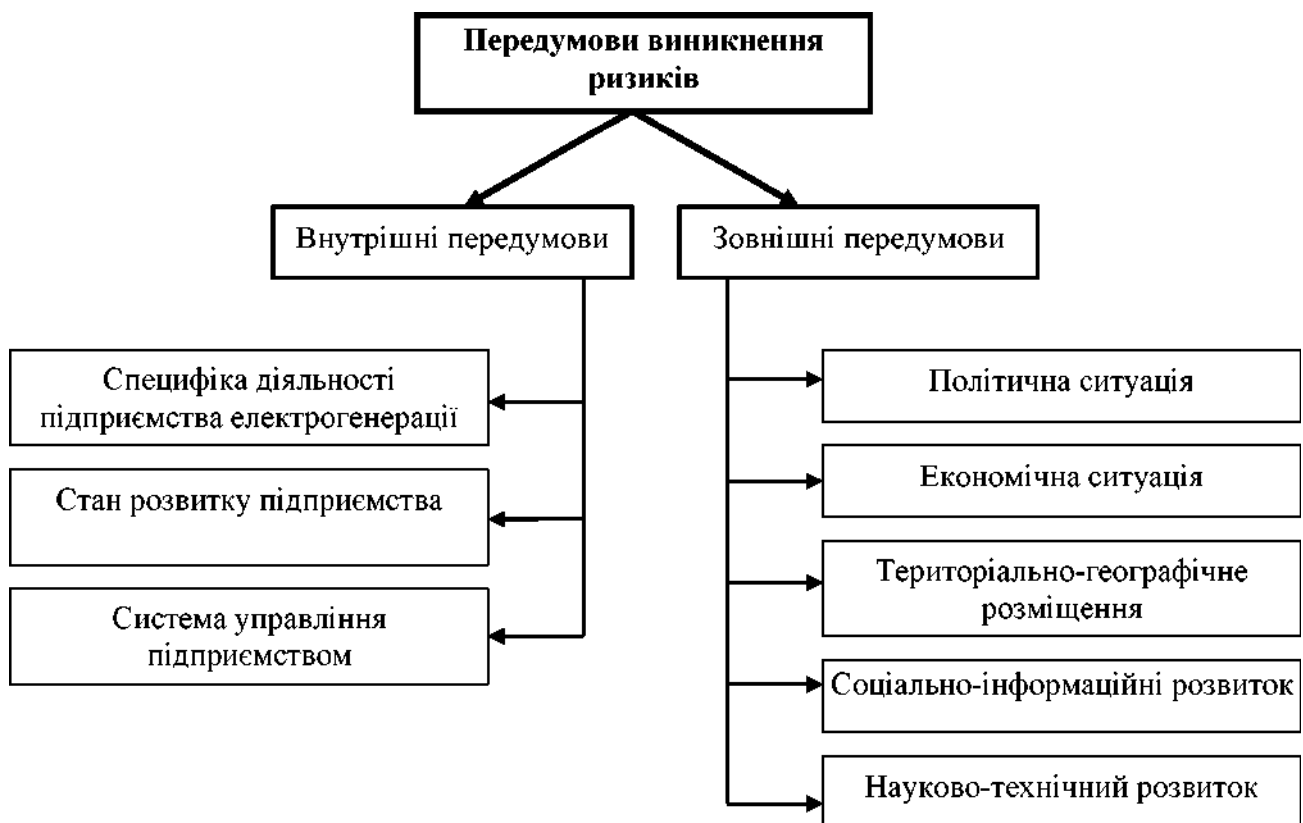 Передумови виникнення
ризиків
Внутрішні передумови
Зовнішні передумови
Специфіка діяльності
підприємства електрогенерації
Стан розвитку підприємства
Система управління
підприємством
Політична ситуація
Економічна ситуація
Територіально-географічне
розміщення
Соціально-інформаційні розвиток
Науково-технічний розвиток